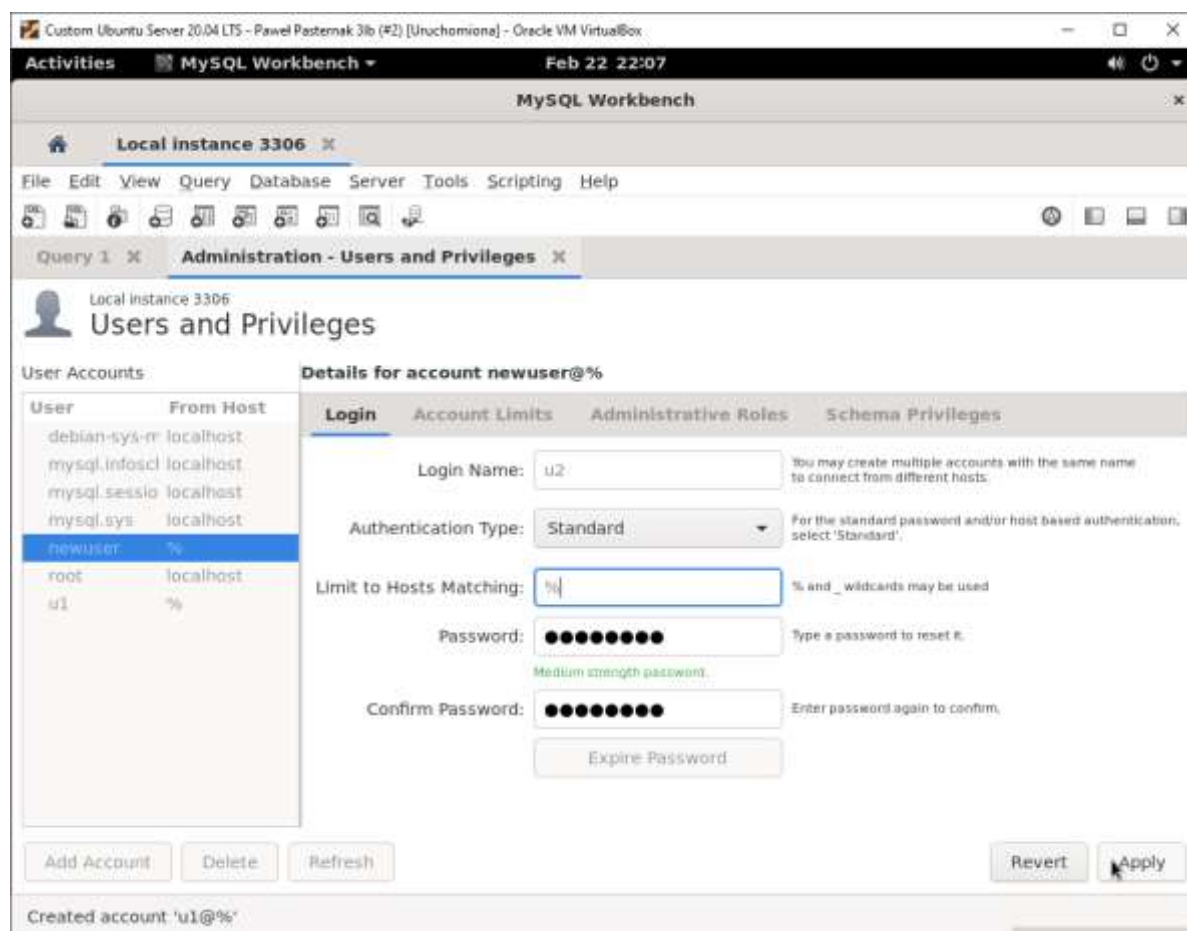 Custom Ubuntu Server 20.04 LTS - Paweł Pasternak 3Ib (#2) [Uruchomiona] - Oracle VM VirtualBox
Activities MySQL Workbench Feb 22 22:07
MySQL Workbench
Local instance 3306
File Edit View Query Database Server Tools Scripting Help
Query 1 Administration - Users and Privileges
Local instance 3306
Users and Privileges
User Accounts
User From Host
debian-sys-m localhost
mysql.infoscl localhost
mysql.sessio localhost
mysql.sys localhost
newuser %
root localhost
u1 %
Details for account newuser@%
Login Account Limits Administrative Roles Schema Privileges
Login Name: u2 You may create multiple accounts with the same name
to connect from different hosts.
Authentication Type: Standard For the standard password and/or host based authentication,
select 'Standard'.
Limit to Hosts Matching: % % and _ wildcards may be used
Password: ●●●●●●●● Type a password to reset it.
Medium strength password.
Confirm Password: ●●●●●●●● Enter password again to confirm.
Expire Password
Add Account Delete Refresh Revert Apply
Created account 'u1@%'